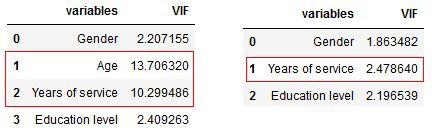 variables VIF
0 Gender 2.207155
1 Age 13.706320
2 Years of service 10.299486
3 Education level 2.409263
variables VIF
0 Gender 1.863482
1 Years of service 2.478640
2 Education level 2.196539